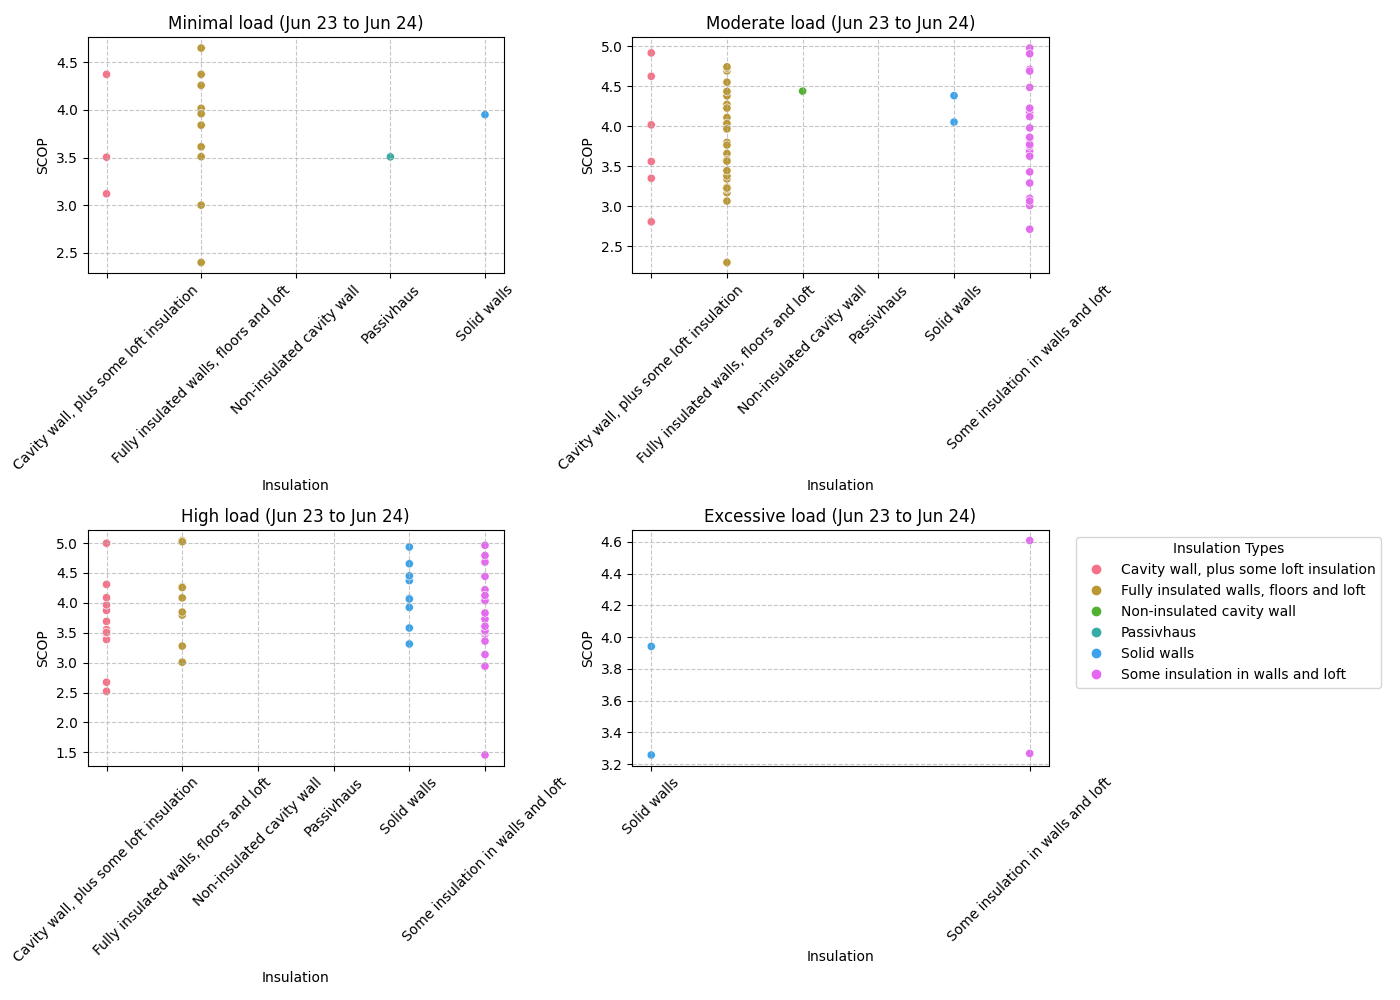 Minimal load (Jun 23 to Jun 24)
SCOP
4.5
4.0
3.5
3.0
2.5
Cavity wall, plus some loft insulation
Fully insulated walls, floors and loft
Non-insulated cavity wall
Passivhaus
Solid walls
Insulation
Moderate load (Jun 23 to Jun 24)
SCOP
5.0
4.5
4.0
3.5
3.0
2.5
Cavity wall, plus some loft insulation
Fully insulated walls, floors and loft
Non-insulated cavity wall
Passivhaus
Solid walls
Some insulation in walls and loft
Insulation
High load (Jun 23 to Jun 24)
SCOP
5.0
4.5
4.0
3.5
3.0
2.5
2.0
1.5
Cavity wall, plus some loft insulation
Fully insulated walls, floors and loft
Non-insulated cavity wall
Passivhaus
Solid walls
Some insulation in walls and loft
Insulation
Excessive load (Jun 23 to Jun 24)
SCOP
4.6
4.4
4.2
4.0
3.8
3.6
3.4
3.2
Solid walls
Some insulation in walls and loft
Insulation
Insulation Types
Cavity wall, plus some loft insulation
Fully insulated walls, floors and loft
Non-insulated cavity wall
Passivhaus
Solid walls
Some insulation in walls and loft